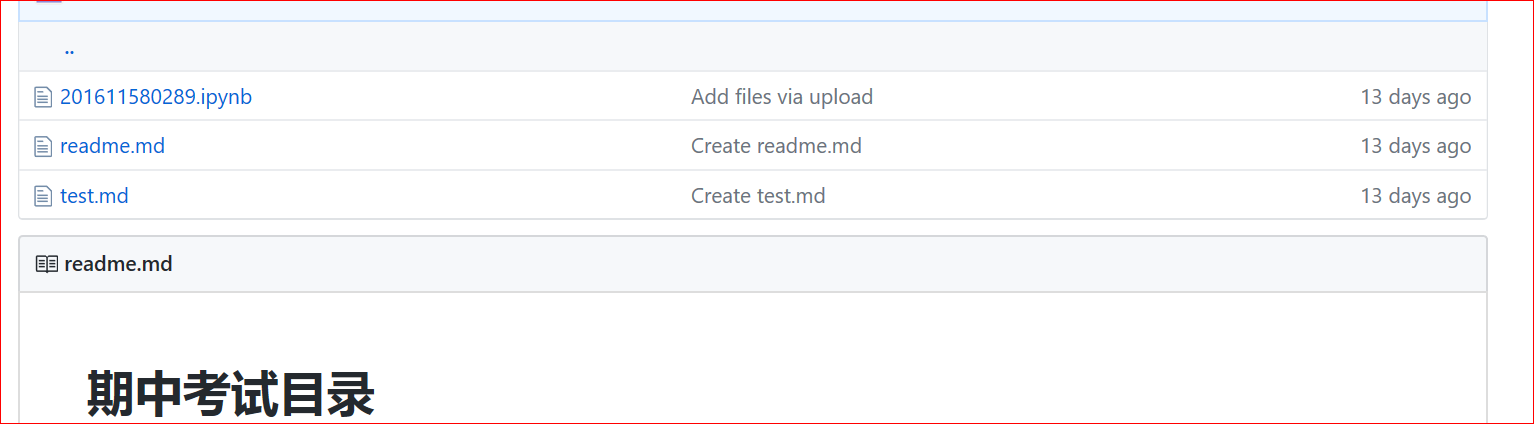 ..
201611580289.ipynb Add files via upload 13 days ago
readme.md Create readme.md 13 days ago
test.md Create test.md 13 days ago
readme.md
期中考试目录